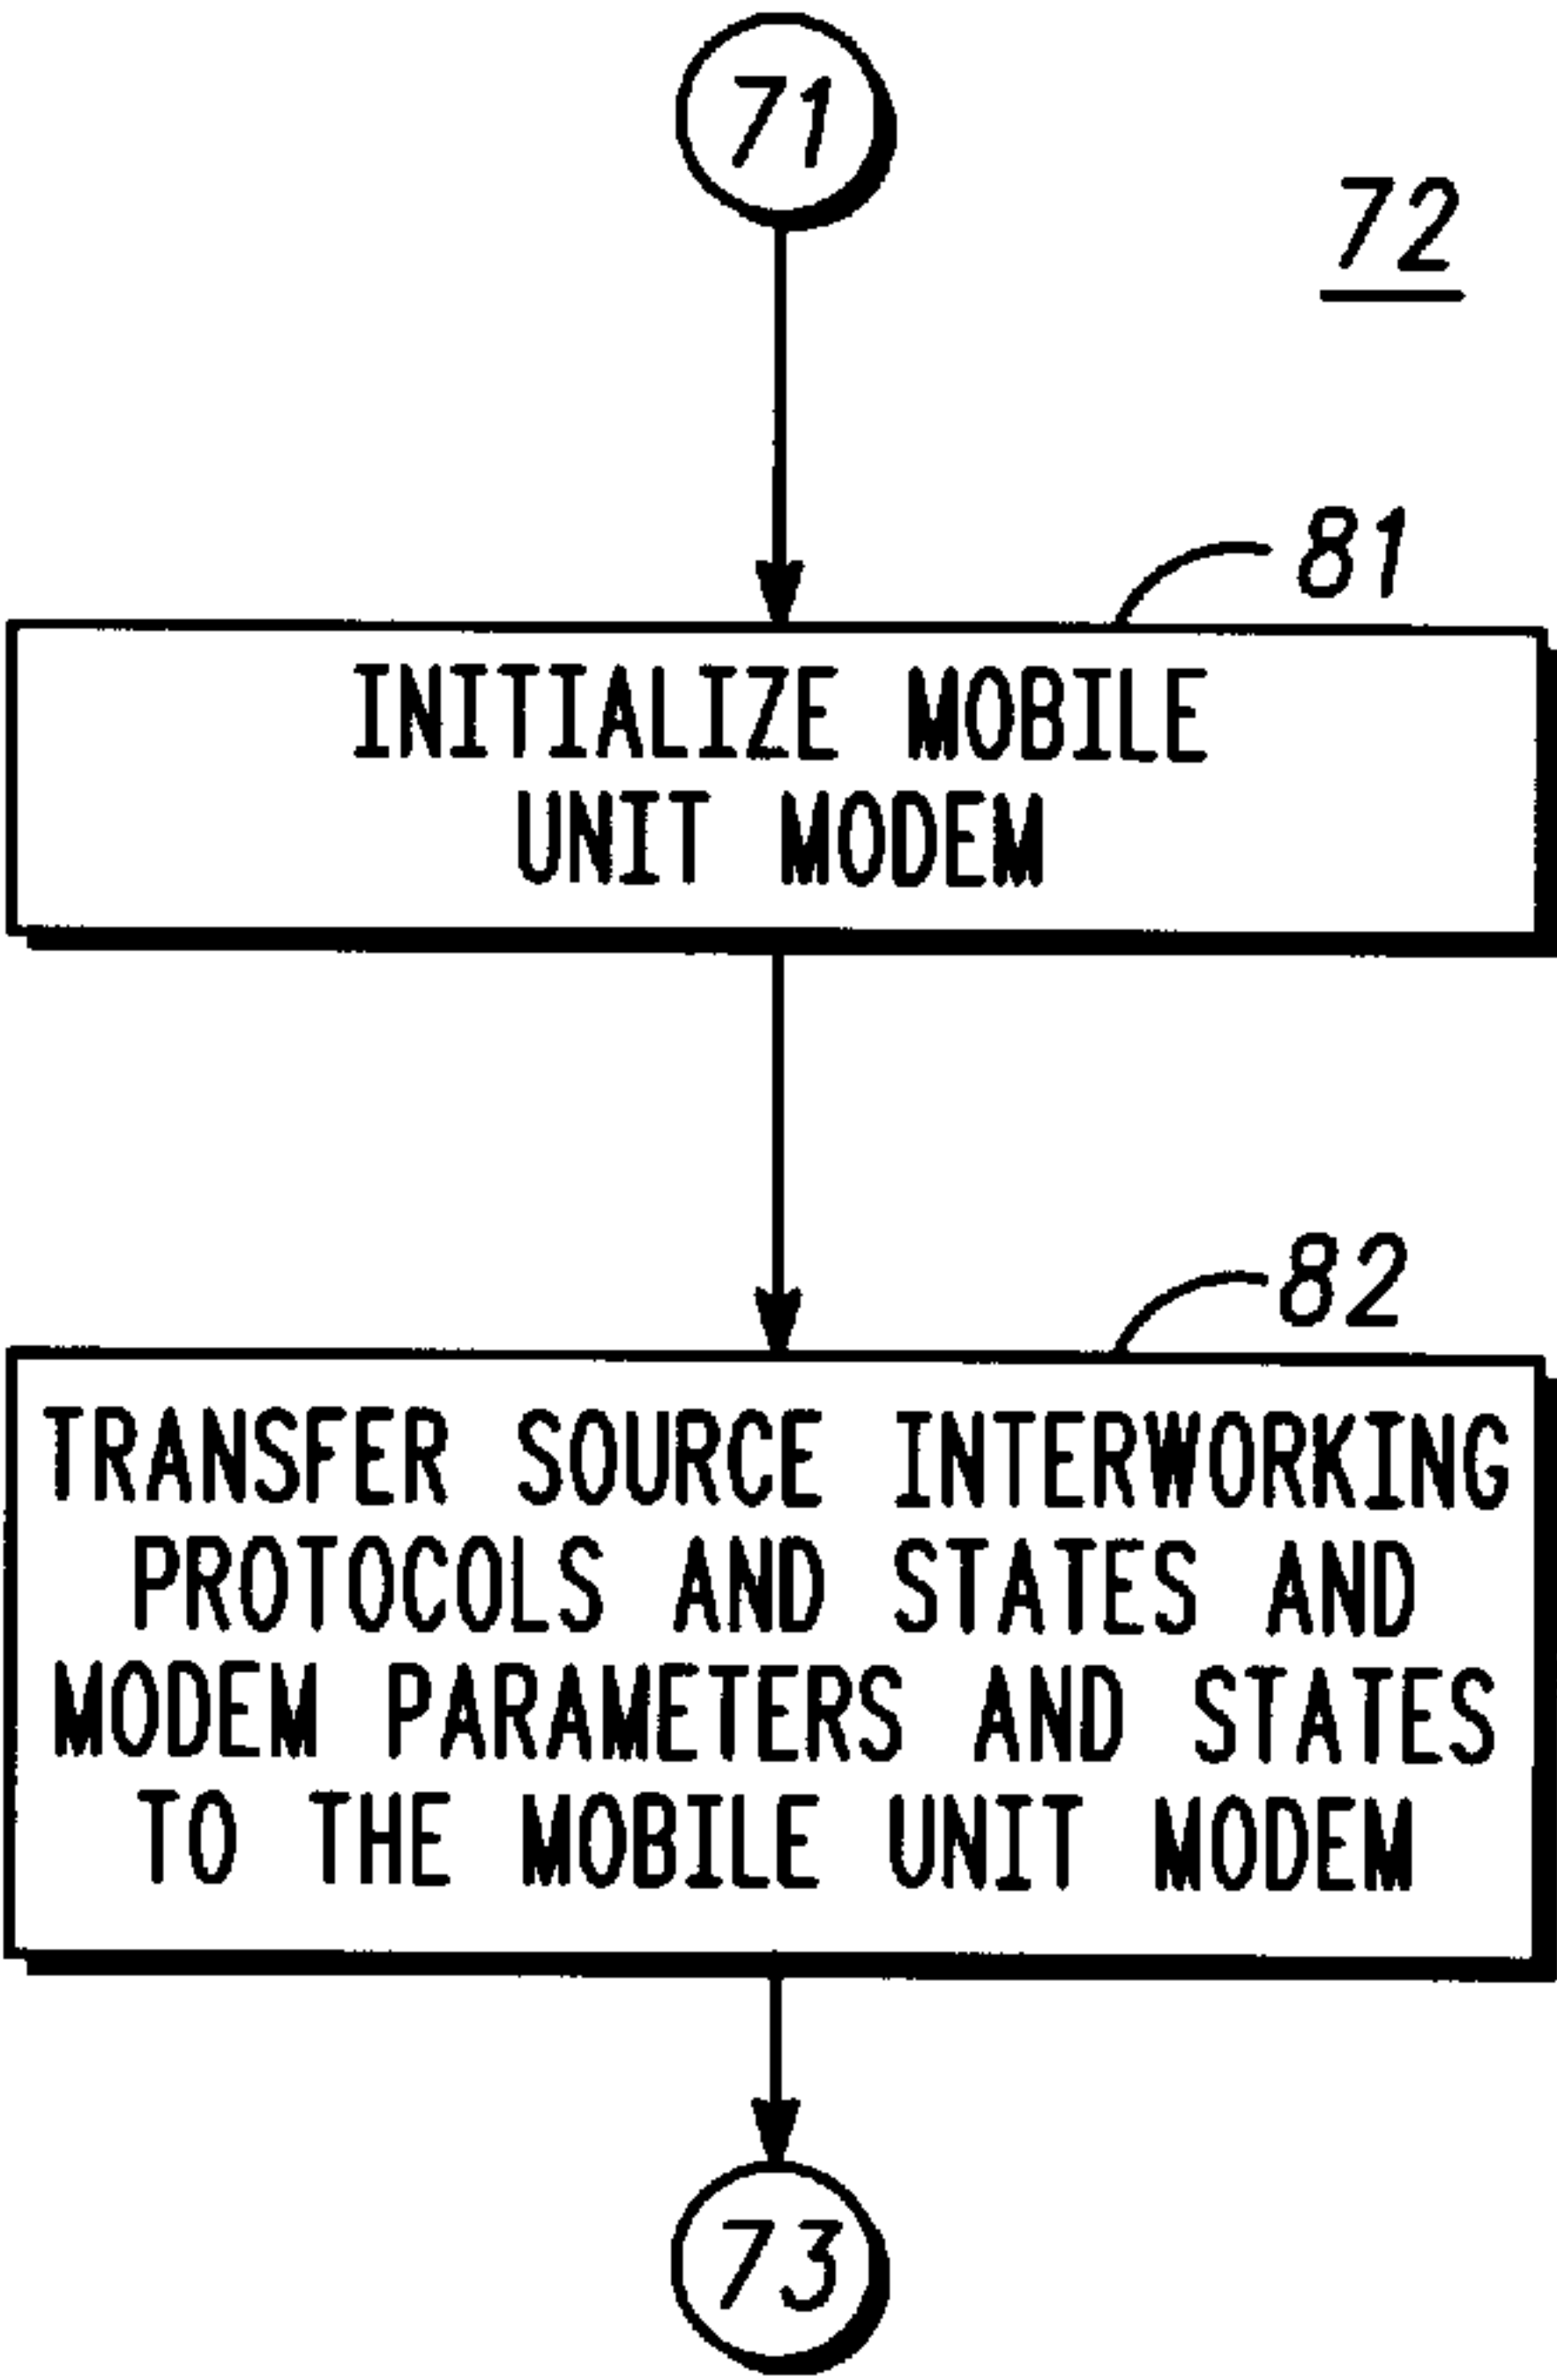 71
72
81
INITIALIZE MOBILE
UNIT MODEM
82
TRANSFER SOURCE INTERWORKING
PROTOCOLS AND STATES AND
MODEM PARAMETERS AND STATES
TO THE MOBILE UNIT MODEM
73